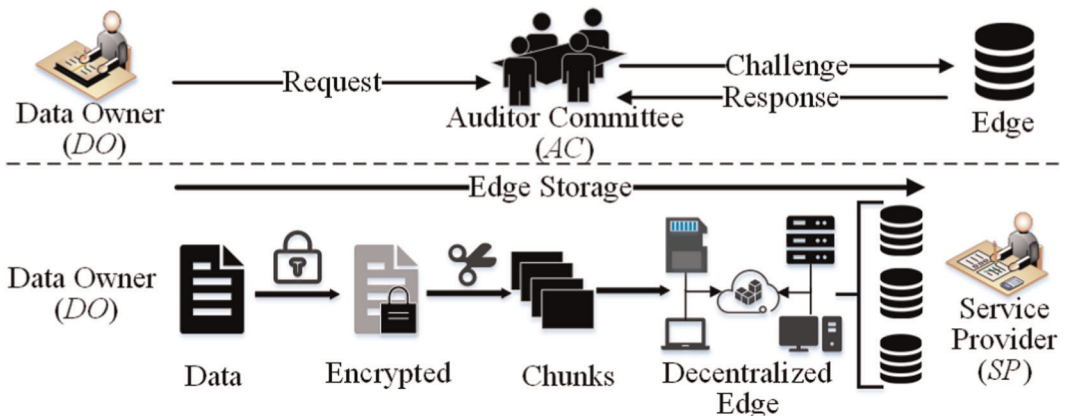 Request
Challenge
Response
Data Owner
(DO)
Auditor Committee
(AC)
Edge
Edge Storage
Data Owner
(DO)
Data
Encrypted
Chunks
Decentralized
Edge
Service
Provider
(SP)